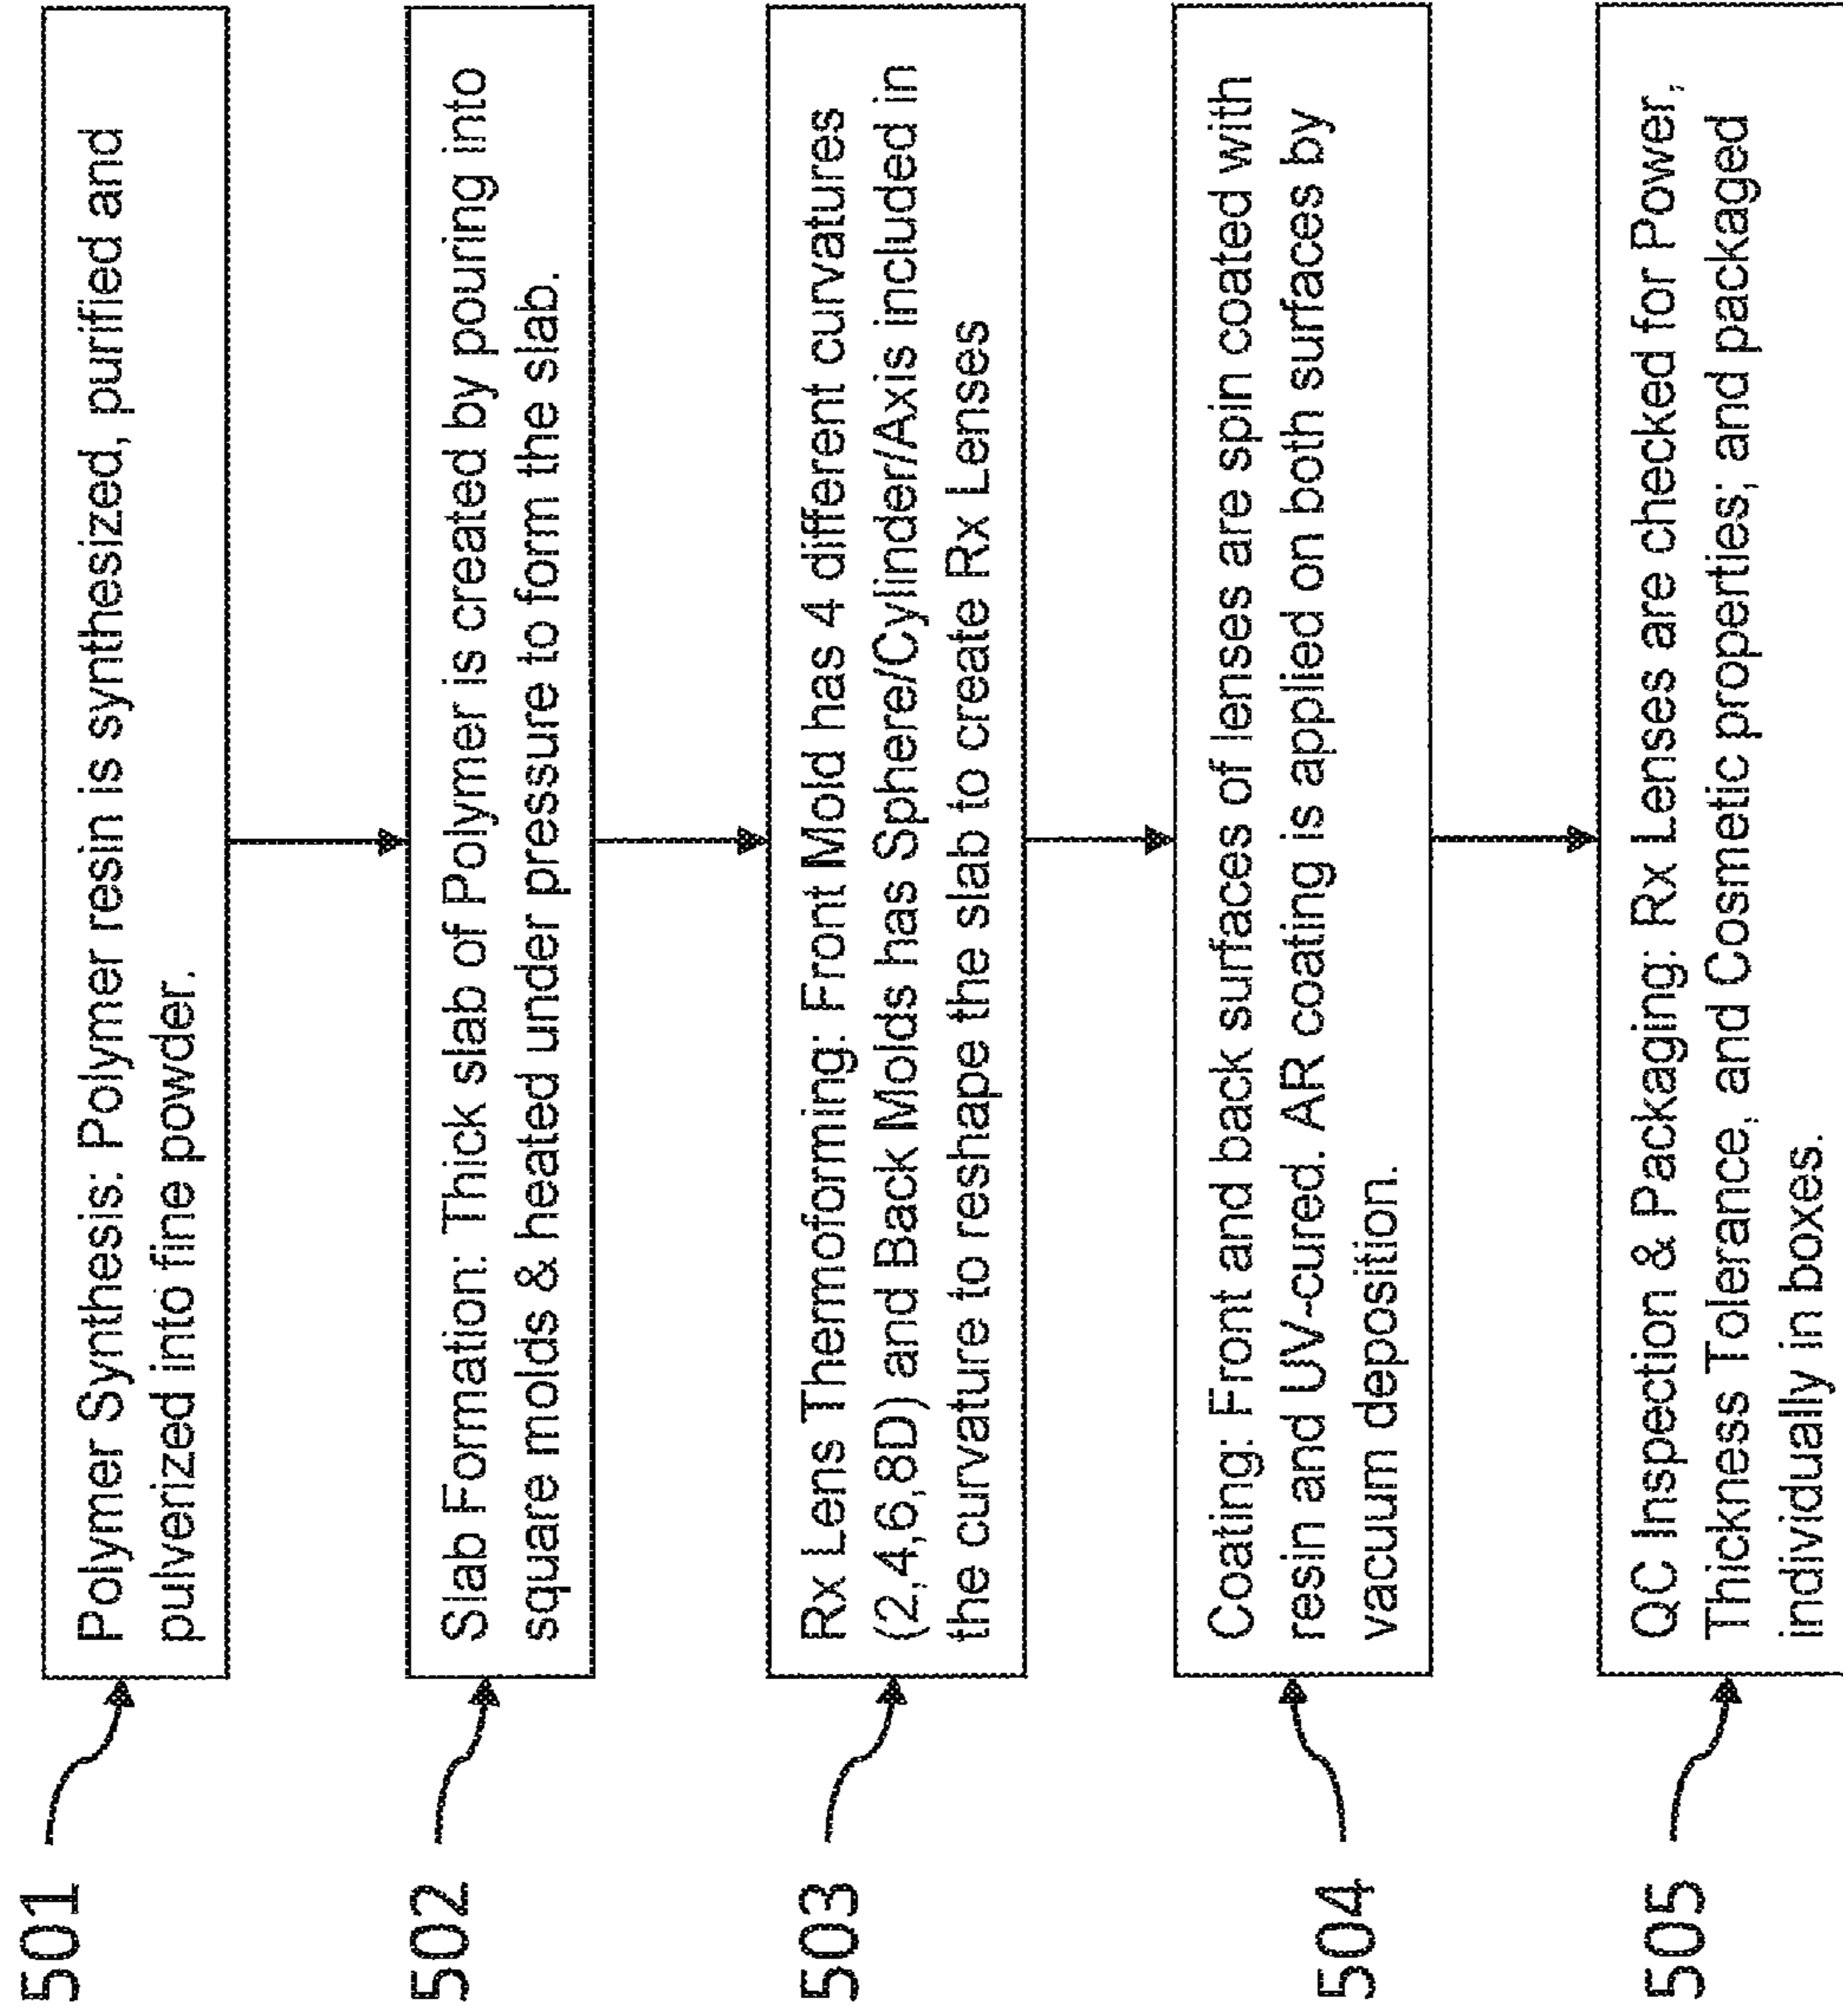 501
Polymer Synthesis: Polymer resin is synthesized, purified and
pulverized into fine powder.
502
Slab Formation: Thick slab of Polymer is created by pouring into
square molds & heated under pressure to form the slab.
503
Rx Lens Thermoforming: Front Mold has 4 different curvatures
(2,4,6,8D) and Back Molds has Sphere/Cylinder/Axis included in
the curvature to reshape the slab to create Rx Lenses
504
Coating: Front and back surfaces of lenses are spin coated with
resin and UV-cured. AR coating is applied on both surfaces by
vacuum deposition.
505
QC Inspection & Packaging: Rx Lenses are checked for Power,
Thickness Tolerance, and Cosmetic properties; and packaged
individually in boxes.